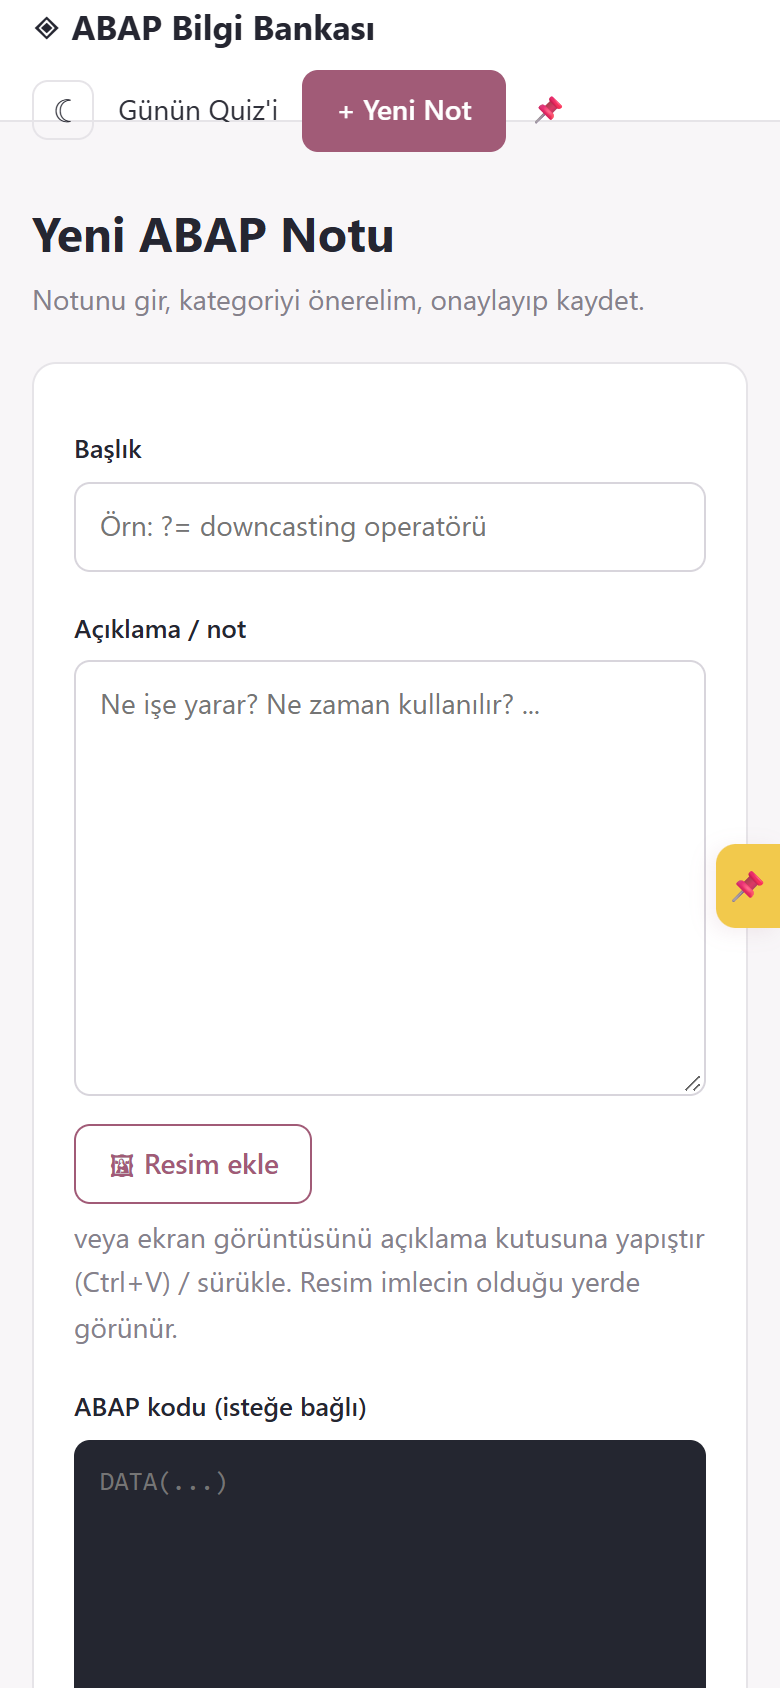 ABAP Bilgi Bankası
Günün Quiz'i
+ Yeni Not
Yeni ABAP Notu
Notunu gir, kategoriyi önerelim, onaylayıp kaydet.
Başlık
Örn: ?= downcasting operatörü
Açıklama / not
Ne işe yarar? Ne zaman kullanılır? ...
Resim ekle
veya ekran görüntüsünü açıklama kutusuna yapıştır
(Ctrl+V) / sürükle. Resim imlecin olduğu yerde
görünür.
ABAP kodu (isteğe bağlı)
DATA(...)